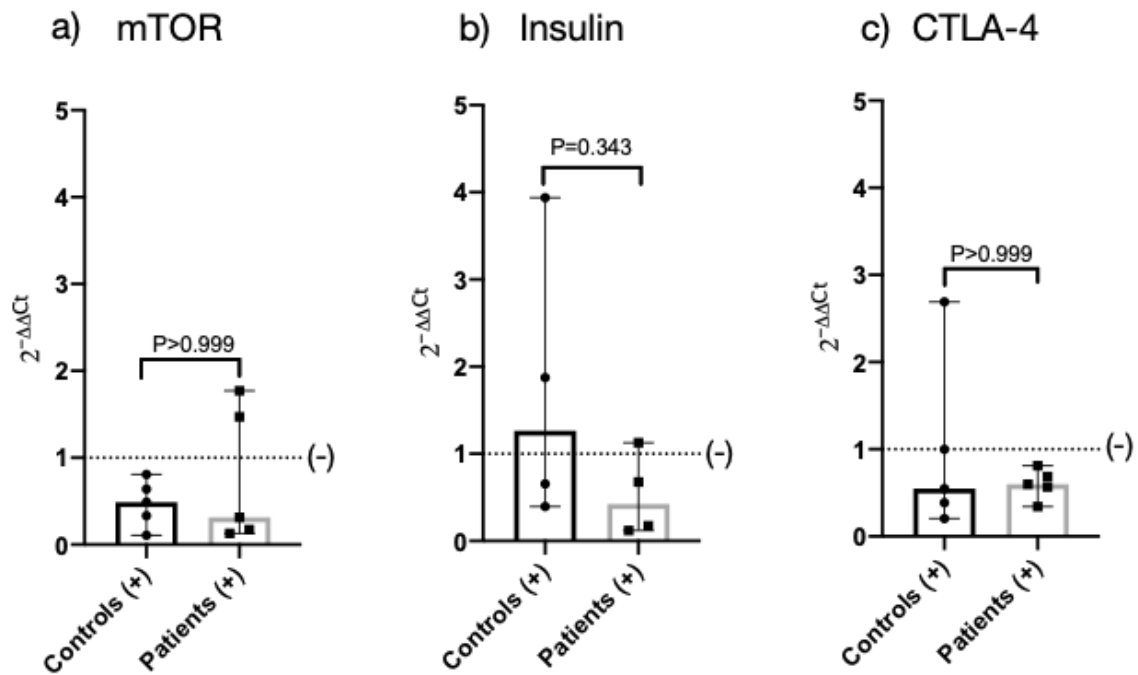 a) mTOR
5
4
3
2
1
0
2^−ΔΔCt
P>0.999
(-)
Controls (+)
Patients (+)
b) Insulin
5
4
3
2
1
0
2^−ΔΔCt
P=0.343
(-)
Controls (+)
Patients (+)
c) CTLA-4
5
4
3
2
1
0
2^−ΔΔCt
P>0.999
(-)
Controls (+)
Patients (+)